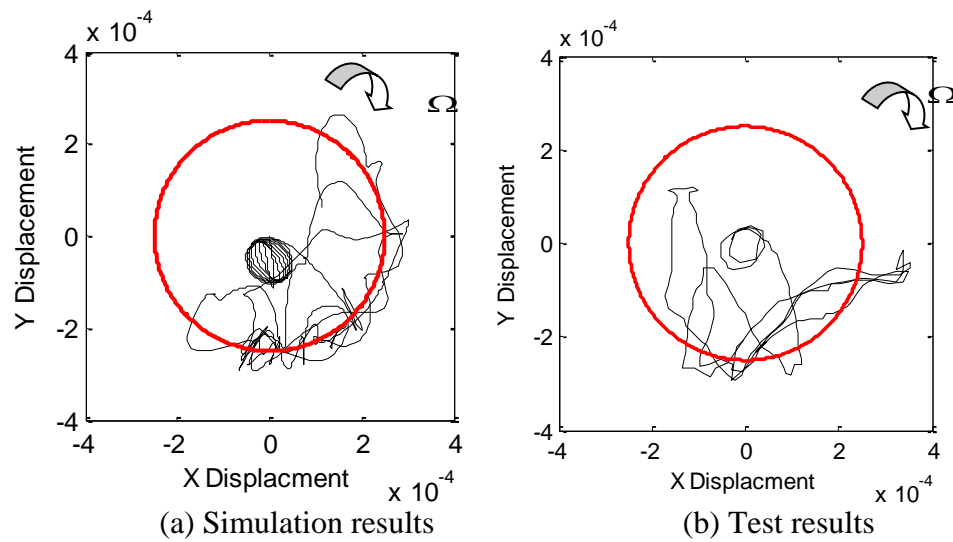 x 10-4
4
2
0
-2
-4
-4 -2 0 2 4
Y Displacement
X Displacment
x 10-4
Ω
(a) Simulation results
x 10-4
4
2
0
-2
-4
-4 -2 0 2 4
Y Displacement
X Displacment
x 10-4
Ω
(b) Test results